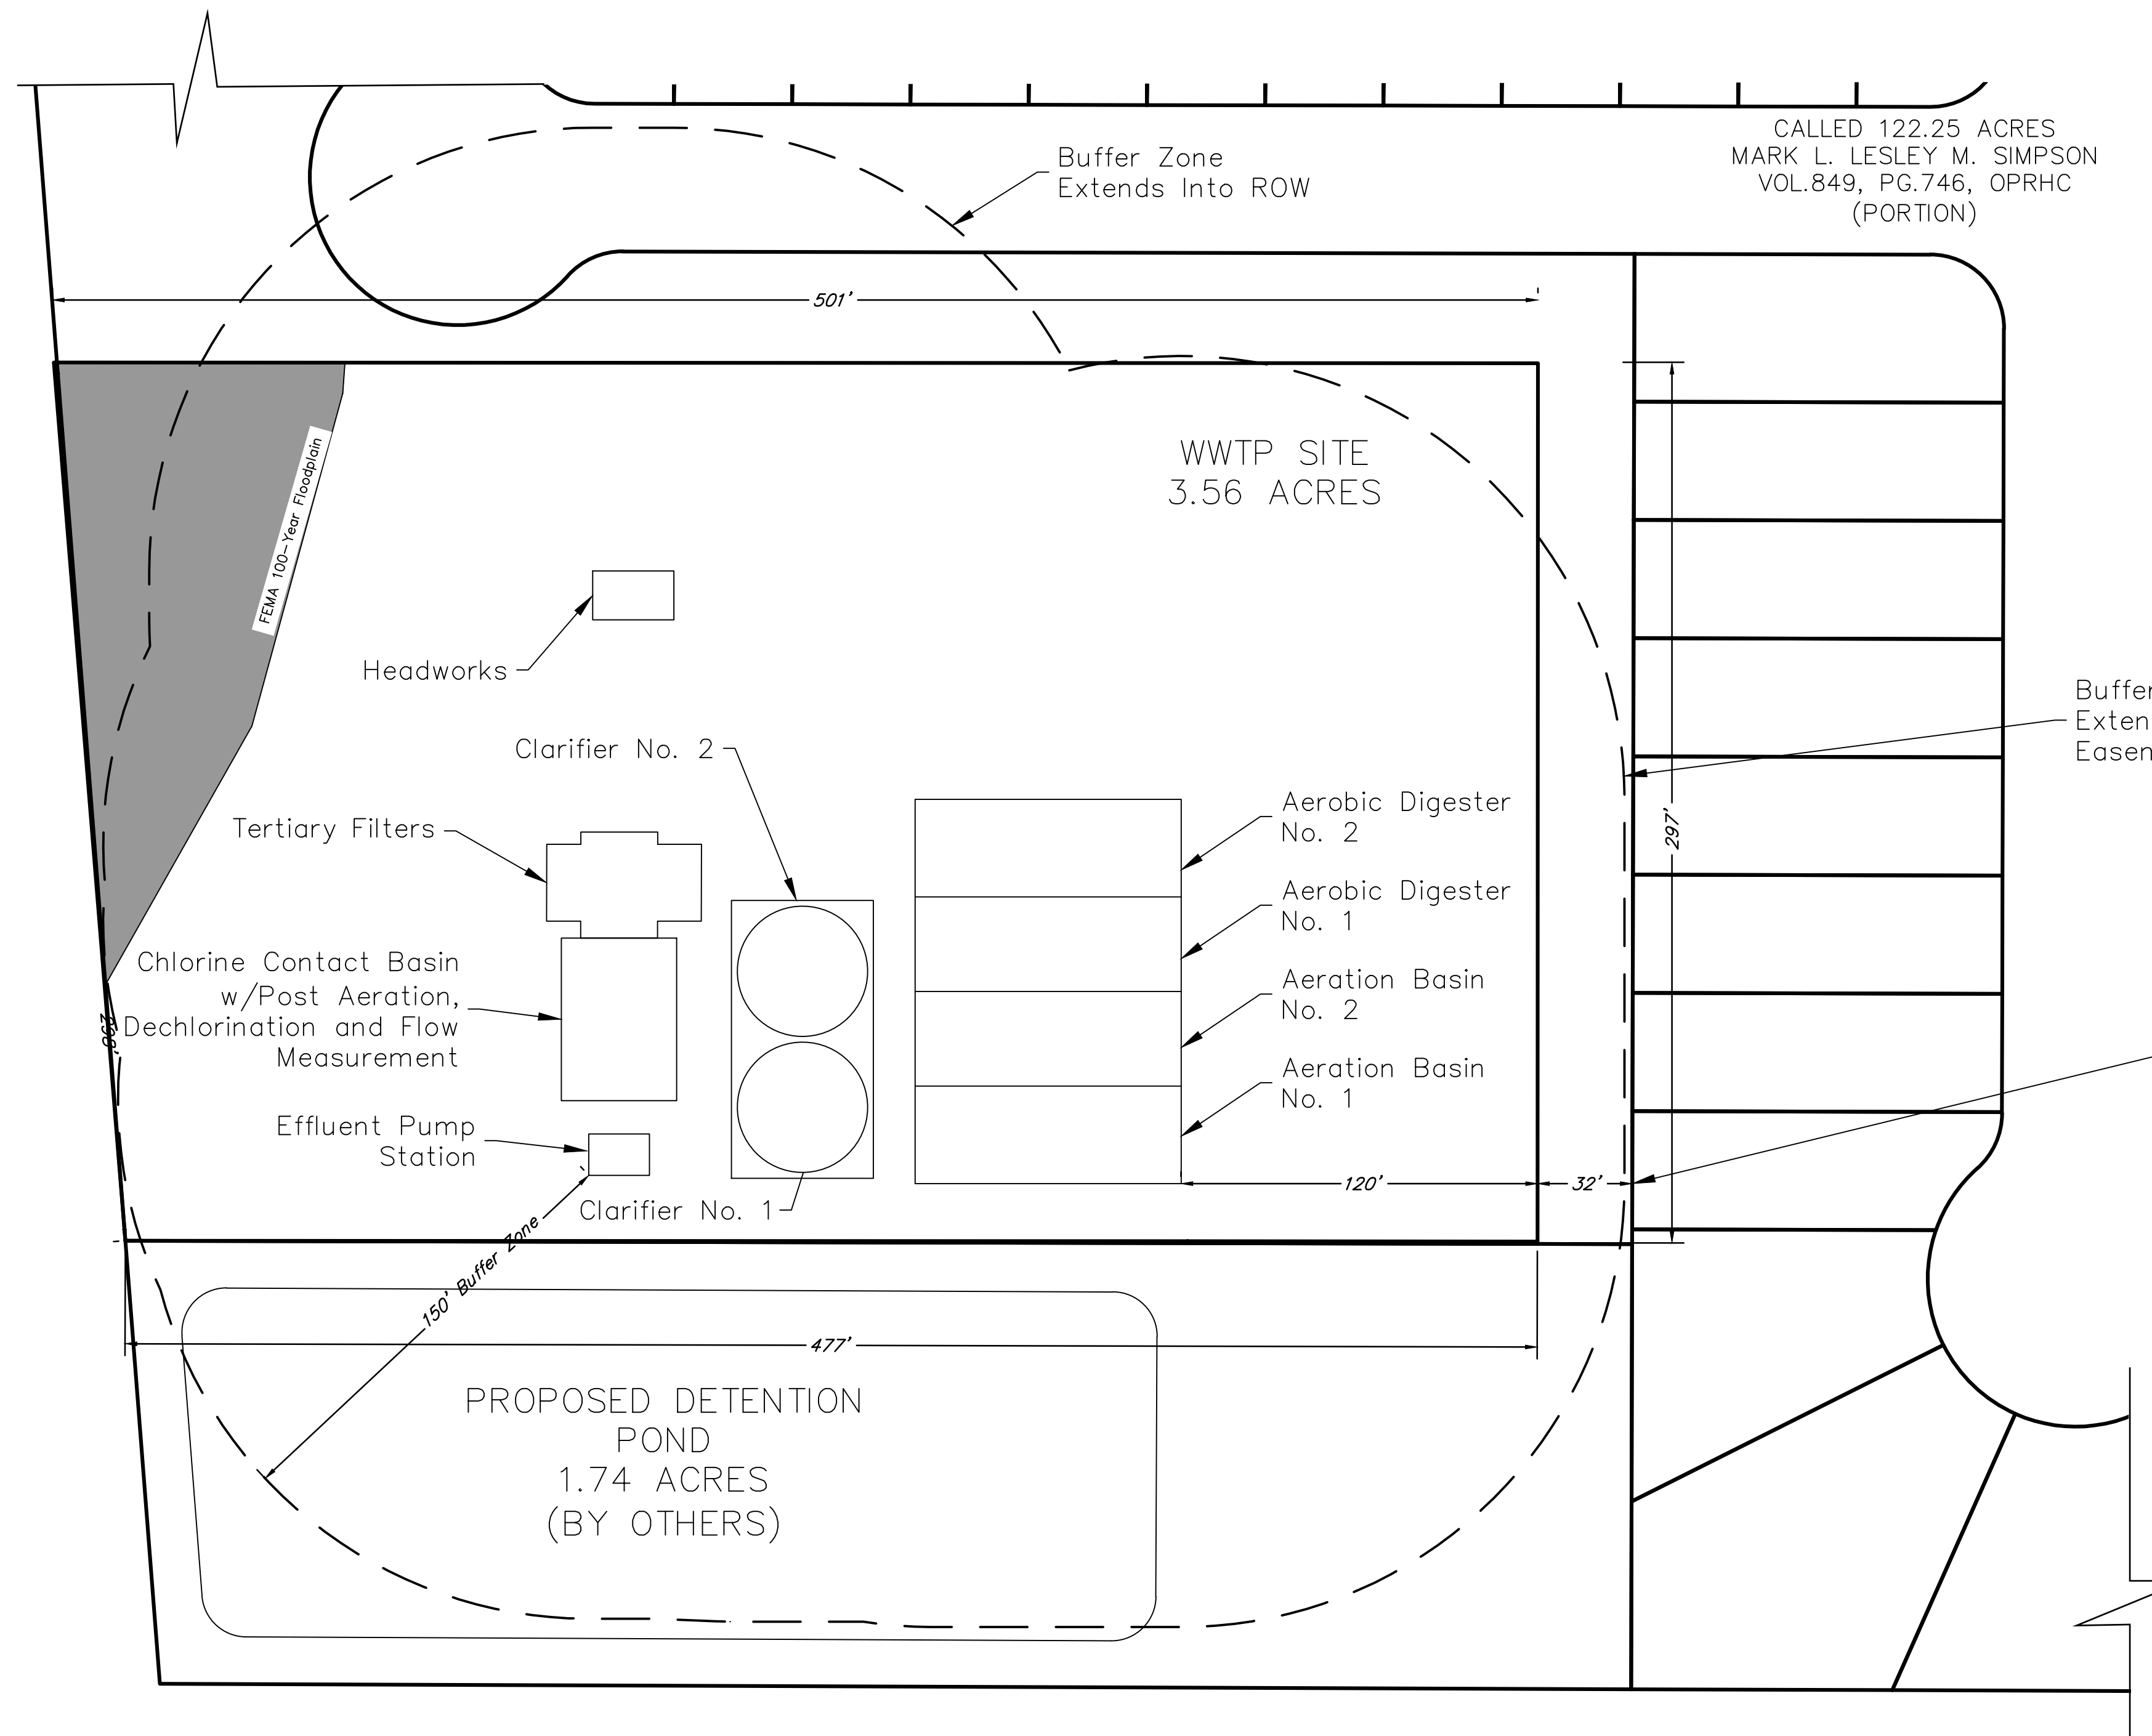 CALLED 122.25 ACRES
MARK L. LESLEY M. SIMPSON
VOL.849, PG.746, OPRHC
(PORTION)
Buffer Zone
Extends Into ROW
501'
FEMA 100-Year Floodplain
WWTP SITE
3.56 ACRES
Headworks
Clarifier No. 2
Tertiary Filters
Aerobic Digester
No. 2
Aerobic Digester
No. 1
Aeration Basin
No. 2
Aeration Basin
No. 1
297'
Chlorine Contact Basin
w/Post Aeration,
Dechlorination and Flow
Measurement
298'
Effluent Pump
Station
Clarifier No. 1
120'
32'
150' Buffer Zone
477'
PROPOSED DETENTION
POND
1.74 ACRES
(BY OTHERS)
Buffer